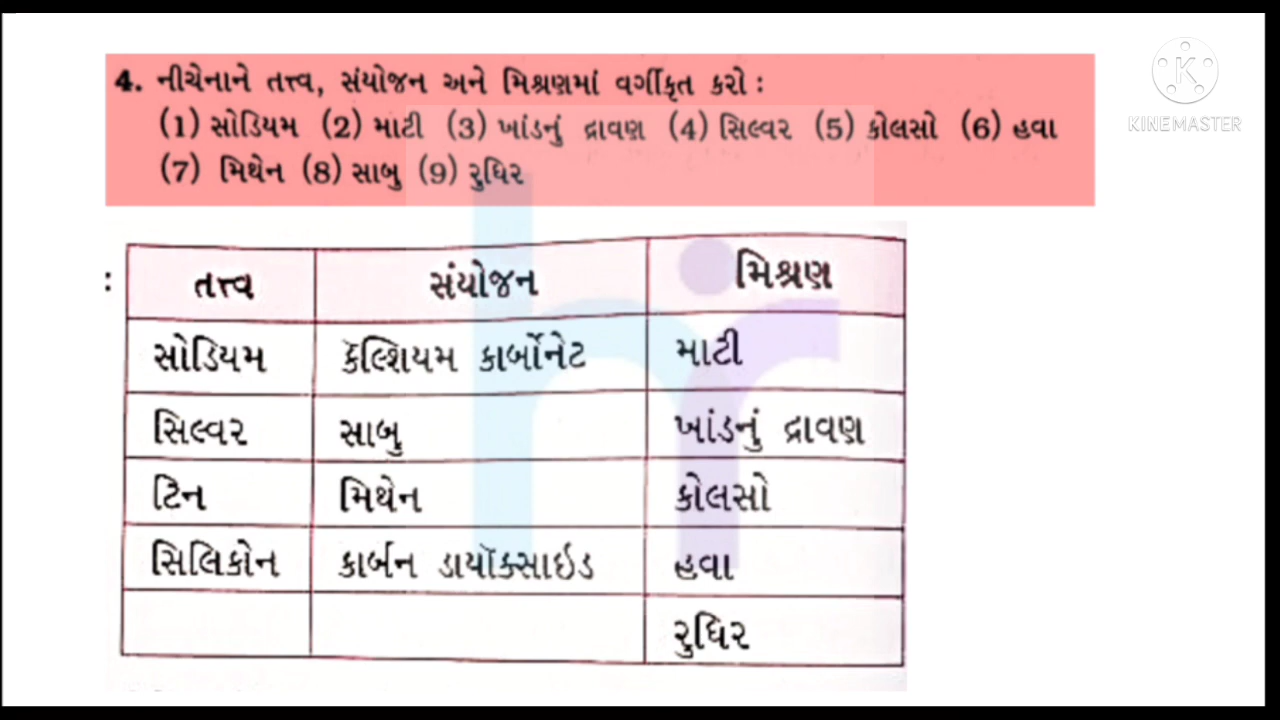 4. નીચેનાને તત્ત્વ, સંયોજન અને મિશ્રણમાં વર્ગીકૃત કરો :
(1) સોડિયમ (2) માટી (3) ખાંડનું દ્રાવણ (4) સિલ્વર (5) કોલસો (6) હવા
(7) મિથેન (8) સાબુ (9) રુધિર
K
KINEMASTER
: તત્ત્વ સંયોજન મિશ્રણ
સોડિયમ કૅલ્શિયમ કાર્બોનેટ માટી
સિલ્વર સાબુ ખાંડનું દ્રાવણ
ટિન મિથેન કોલસો
સિલિકોન કાર્બન ડાયૉક્સાઇડ હવા
રુધિર
hr